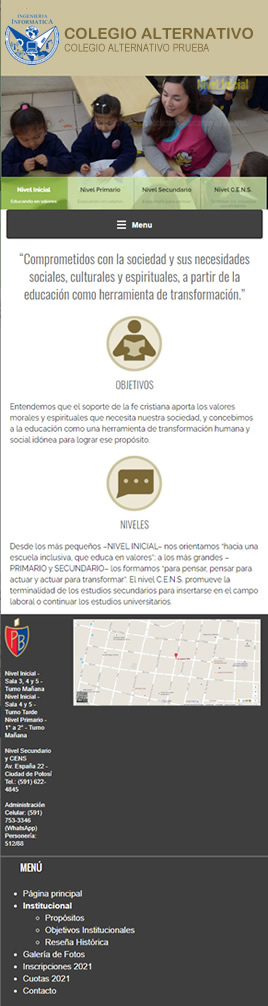 INGENIERIA
INFORMATICA
COLEGIO ALTERNATIVO
COLEGIO ALTERNATIVO PRUEBA
Nivel Inicial
Nivel Inicial
Educando en valores
Nivel Primario
Nivel Secundario
Nivel C.E.N.S.
Menu
“Comprometidos con la sociedad y sus necesidades
sociales, culturales y espirituales, a partir de la
educación como herramienta de transformación.”
OBJETIVOS
Entendemos que el soporte de la fe cristiana aporta los valores
morales y espirituales que necesita nuestra sociedad, y concebimos
a la educación como una herramienta de transformación humana y
social idónea para lograr ese propósito.
NIVELES
Desde los más pequeños –NIVEL INICIAL– nos orientamos “hacia una
escuela inclusiva, que educa en valores”; a los más grandes –
PRIMARIO y SECUNDARIO– los formamos “para pensar, pensar para
actuar y actuar para transformar”. El nivel C.E.N.S. promueve la
terminalidad de los estudios secundarios para insertarse en el campo
laboral o continuar los estudios universitarios.
PB
Nivel Inicial -
Sala 3, 4 y 5 -
Turno Mañana
Nivel Inicial -
Sala 4 y 5 -
Turno Tarde
Nivel Primario -
1° a 2° - Turno
Mañana
Nivel Secundario
y CENS
Av. España 22 -
Ciudad de Potosí
Tel.: (591) 622-
4845
Administración
Celular: (591)
753-3346
(WhatsApp)
Personería:
512/88
MENÚ
Página principal
Institucional
Propósitos
Objetivos Institucionales
Reseña Histórica
Galería de Fotos
Inscripciones 2021
Cuotas 2021
Contacto